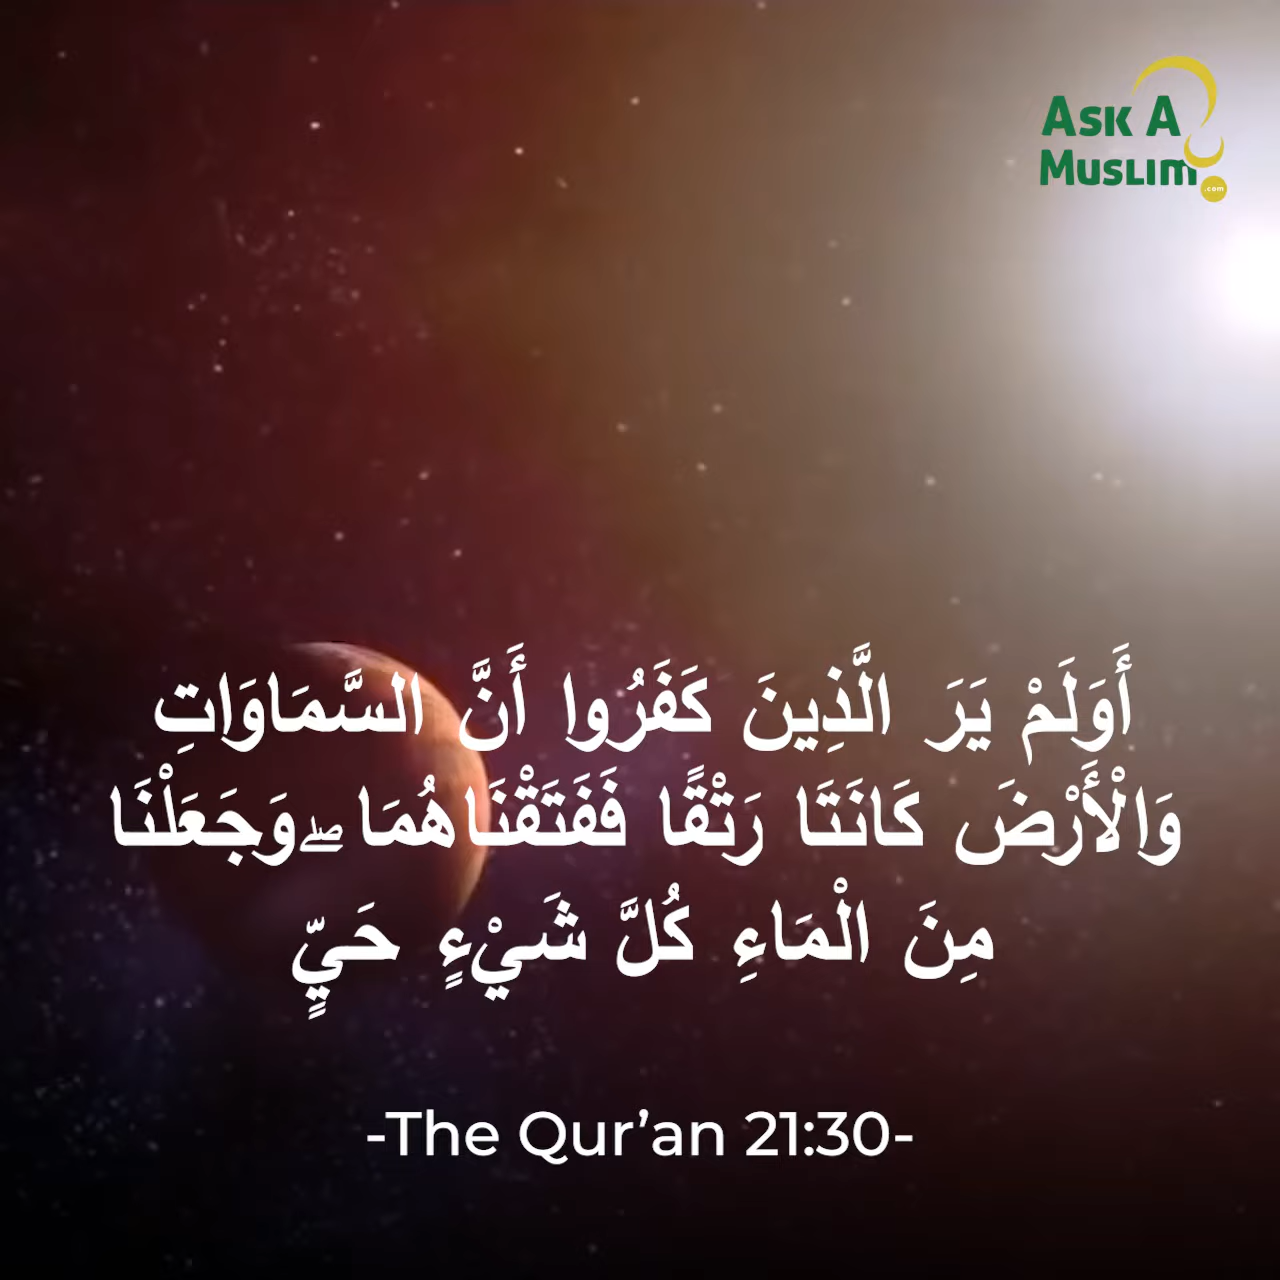 ASK A
MUSLIM
.com
أَوَلَمْ يَرَ الَّذِينَ كَفَرُوا أَنَّ السَّمَاوَاتِ
وَالْأَرْضَ كَانَتَا رَتْقًا فَفَتَقْنَاهُمَا ۖ وَجَعَلْنَا
مِنَ الْمَاءِ كُلَّ شَيْءٍ حَيٍّ
-The Qur’an 21:30-